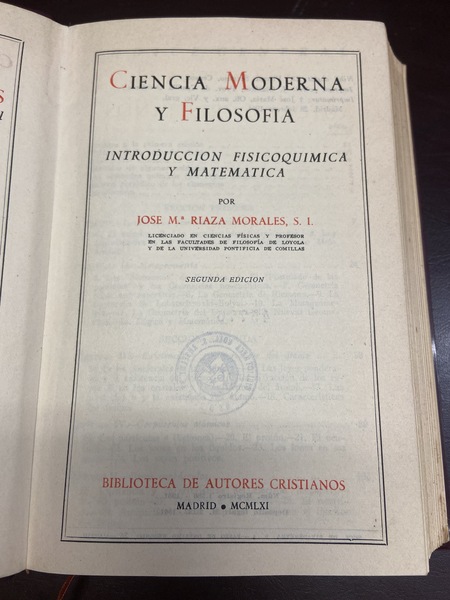 CIENCIA MODERNA
Y FILOSOFIA
INTRODUCCION FISICOQUIMICA
Y MATEMATICA
POR
JOSE M.ª RIAZA MORALES, S. I.
LICENCIADO EN CIENCIAS FÍSICAS Y PROFESOR
EN LAS FACULTADES DE FILOSOFÍA DE LOYOLA
Y DE LA UNIVERSIDAD PONTIFICIA DE COMILLAS
SEGUNDA EDICION
BIBLIOTECA DE AUTORES CRISTIANOS
MADRID • MCMLXI